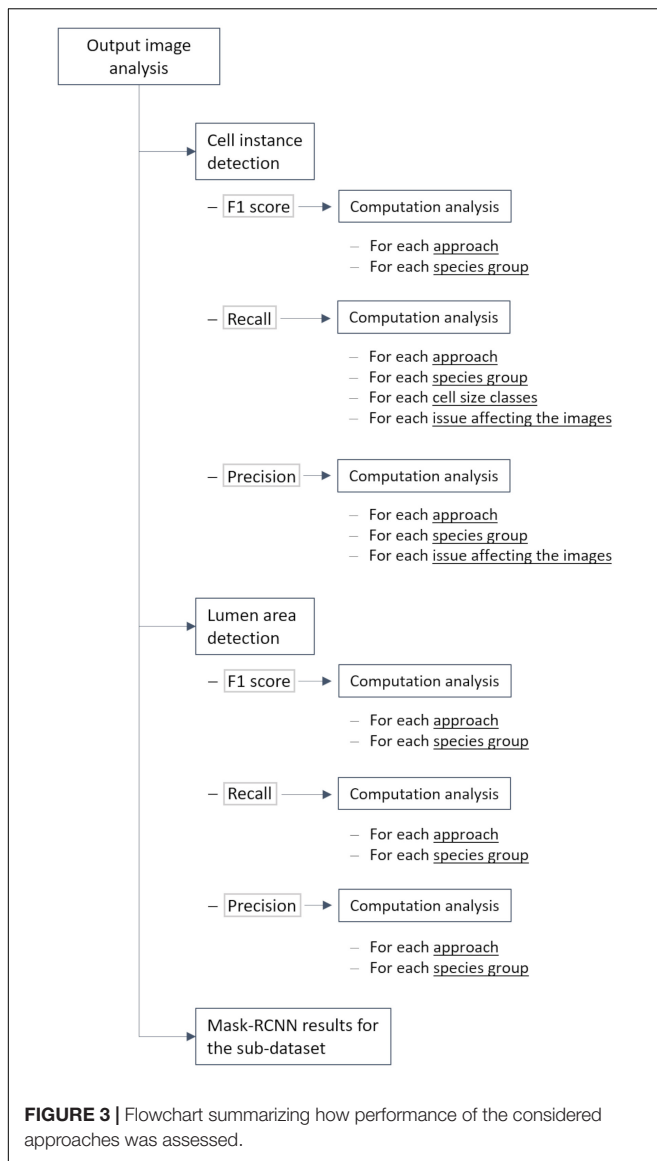 Output image
analysis
Cell instance
detection
– F1 score
Computation analysis
– For each approach
– For each species group
– Recall
Computation analysis
– For each approach
– For each species group
– For each cell size classes
– For each issue affecting the images
– Precision
Computation analysis
– For each approach
– For each species group
– For each issue affecting the images
Lumen area
detection
– F1 score
Computation analysis
– For each approach
– For each species group
– Recall
Computation analysis
– For each approach
– For each species group
– Precision
Computation analysis
– For each approach
– For each species group
Mask-RCNN results for
the sub-dataset
FIGURE 3 | Flowchart summarizing how performance of the considered
approaches was assessed.